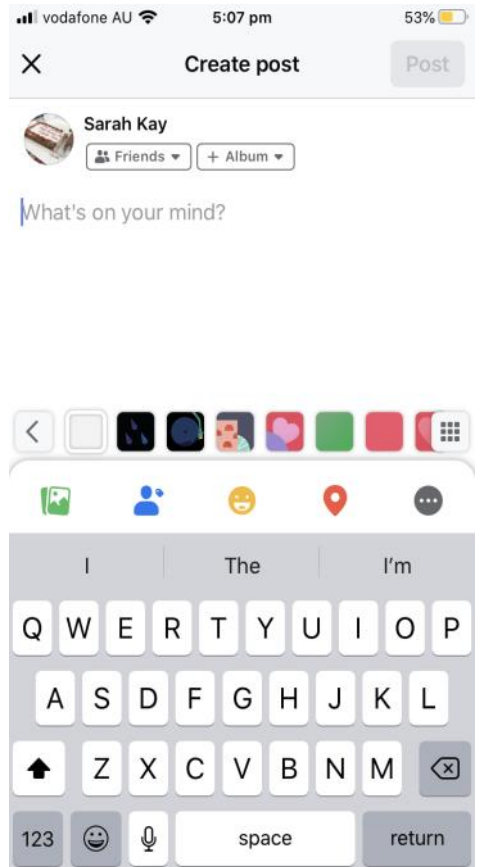 vodafone AU 5:07 pm 53%
Create post Post
Sarah Kay
Friends + Album
What's on your mind?
I The I'm
Q W E R T Y U I O P
A S D F G H J K L
Z X C V B N M
123 space return